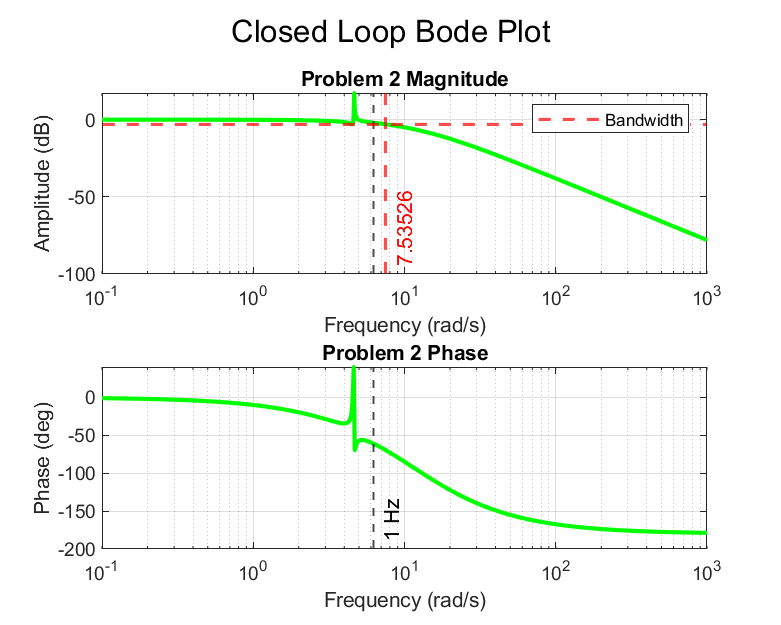 Closed Loop Bode Plot
Problem 2 Magnitude
Bandwidth
0
-50
-100
Amplitude (dB)
7.53526
10^-1 10^0 10^1 10^2 10^3
Frequency (rad/s)
Problem 2 Phase
0
-50
-100
-150
-200
Phase (deg)
1 Hz
10^-1 10^0 10^1 10^2 10^3
Frequency (rad/s)